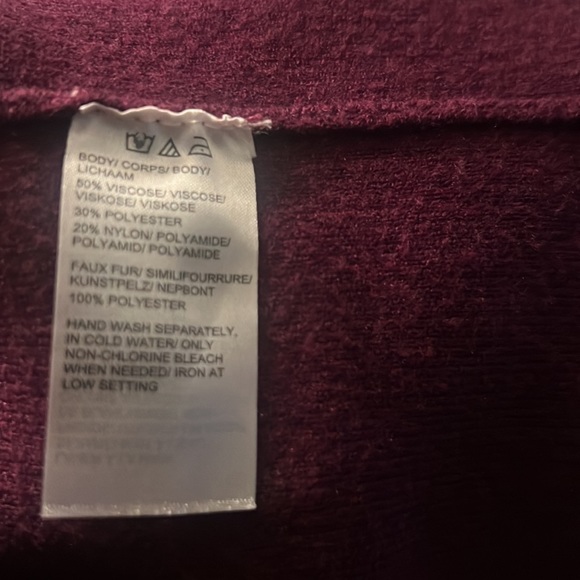 BODY/ CORPS/ BODY/
LICHAAM
50% VISCOSE/ VISCOSE/
VISKOSE/ VISKOSE
30% POLYESTER
20% NYLON/ POLYAMIDE/
POLYAMID/ POLYAMIDE
FAUX FUR/ SIMILIFOURRURE/
KUNSTPELZ/ NEPBONT
100% POLYESTER
HAND WASH SEPARATELY,
IN COLD WATER/ ONLY
NON-CHLORINE BLEACH
WHEN NEEDED/ IRON AT
LOW SETTING